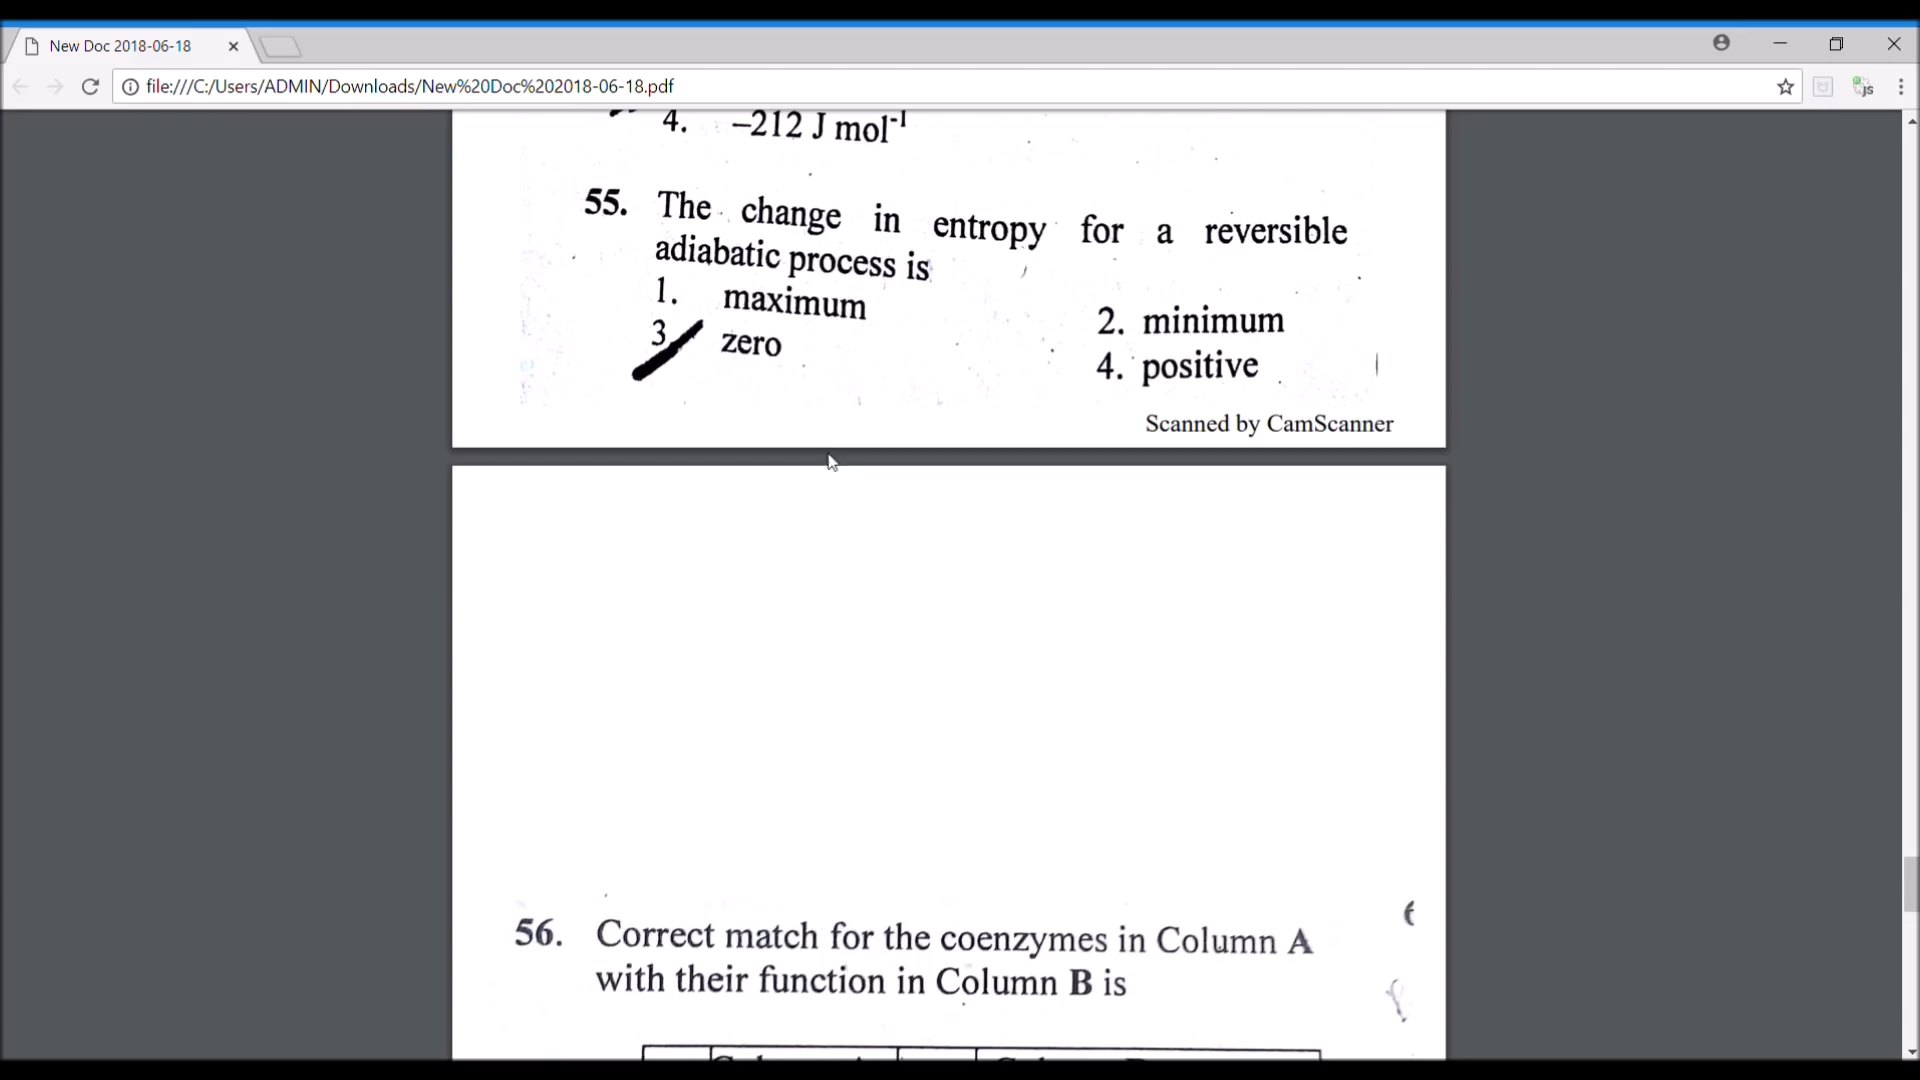 New Doc 2018-06-18
file:///C:/Users/ADMIN/Downloads/New%20Doc%202018-06-18.pdf
JS
4. –212 J mol⁻¹
55. The change in entropy for a reversible
adiabatic process is
1. maximum
2. minimum
3. zero
4. positive
Scanned by CamScanner
56. Correct match for the coenzymes in Column A
with their function in Column B is